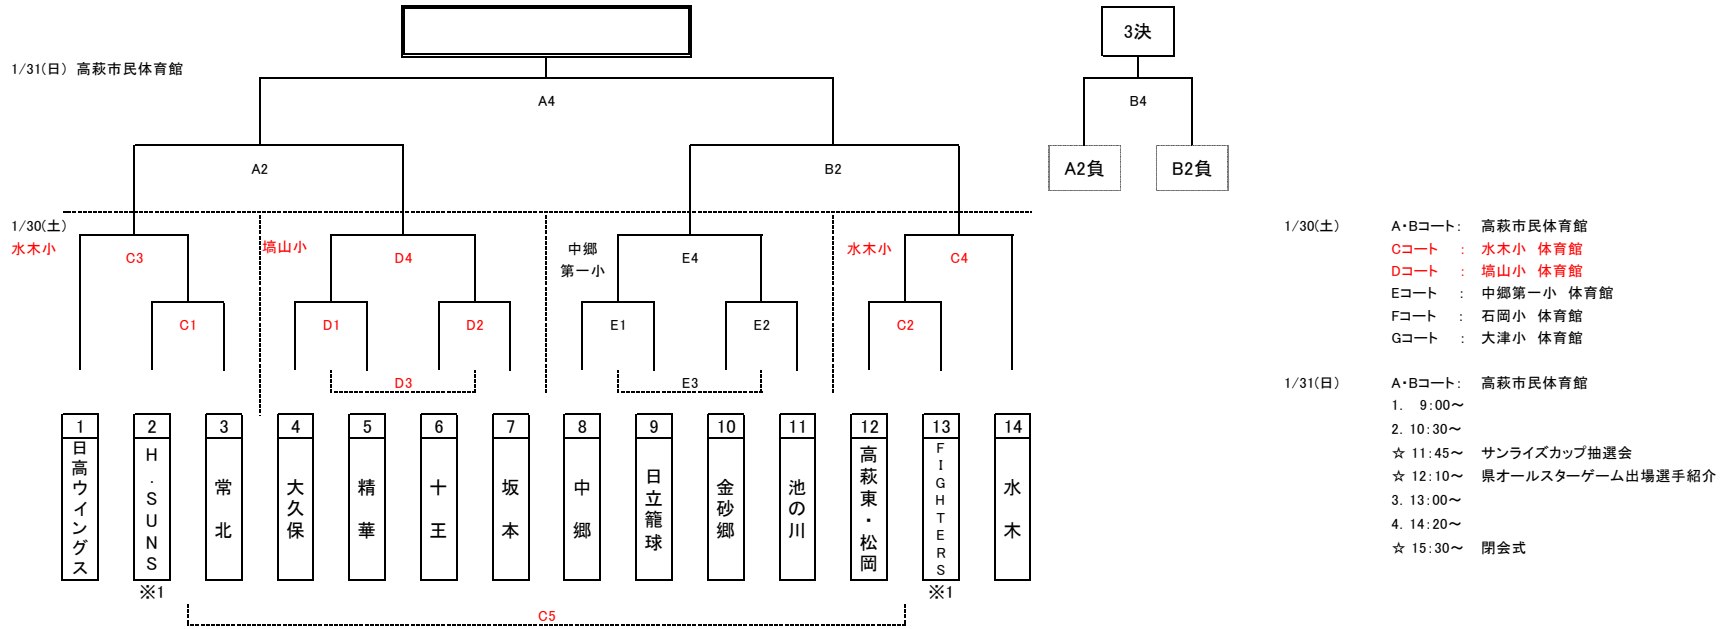 3決
1/31(日) 高萩市民体育館
A4
B4
A2
B2
A2負
B2負
1/30(土)
水木小
C3
塙山小
D4
中郷
第一小
E4
水木小
C4
C1
D1
D2
E1
E2
C2
D3
E3
1
2
3
4
5
6
7
8
9
10
11
12
13
14
日高ウイングス
H.SUNS
常北
大久保
精華
十王
坂本
中郷
日立籠球
金砂郷
池の川
高萩東・松岡
FIGHTERS
水木
※1
※1
C5
1/30(土) A・Bコート: 高萩市民体育館
Cコート : 水木小 体育館
Dコート : 塙山小 体育館
Eコート : 中郷第一小 体育館
Fコート : 石岡小 体育館
Gコート : 大津小 体育館
1/31(日) A・Bコート: 高萩市民体育館
1. 9:00～
2. 10:30～
☆ 11:45～ サンライズカップ抽選会
☆ 12:10～ 県オールスターゲーム出場選手紹介
3. 13:00～
4. 14:20～
☆ 15:30～ 閉会式